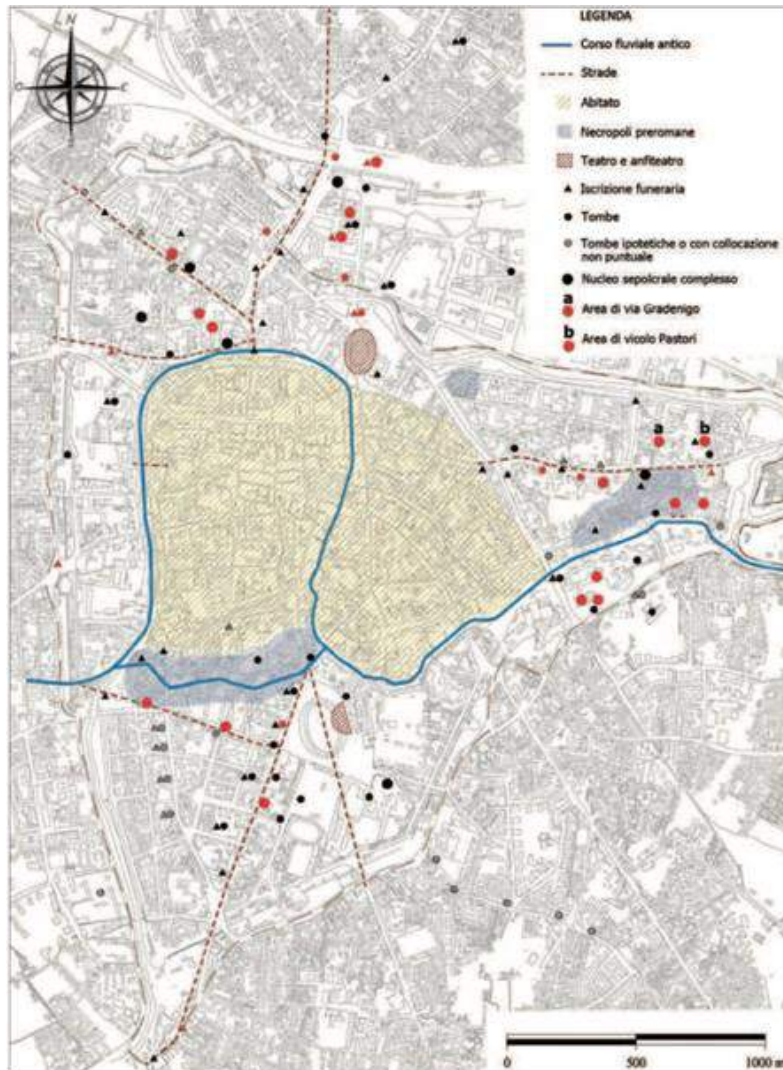 N
O
E
S
LEGENDA
Corso fluviale antico
Strade
Abitato
Necropoli preromane
Teatro e anfiteatro
Iscrizione funeraria
Tombe
Tombe ipotetiche o con collocazione
non puntuale
Nucleo sepolcrale complesso
a
Area di via Gradenigo
b
Area di vicolo Pastori
a b
0 500 1000 m